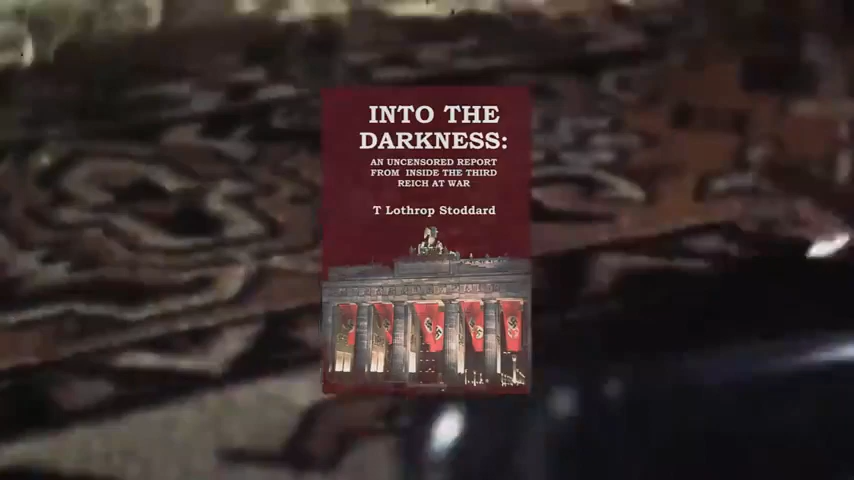 INTO THE
DARKNESS:
AN UNCENSORED REPORT
FROM INSIDE THE THIRD
REICH AT WAR
T Lothrop Stoddard